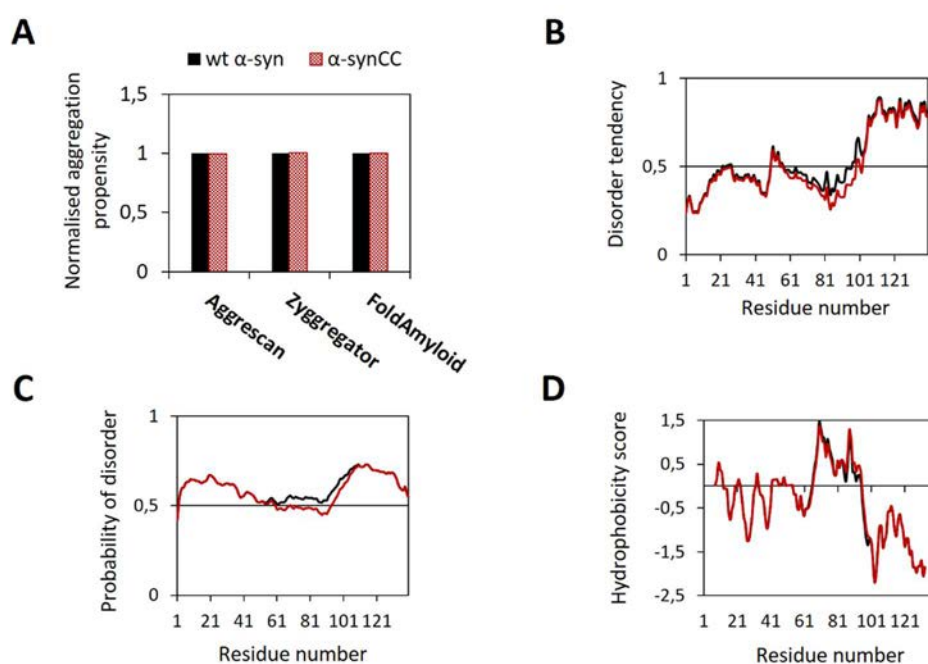 A
wt α-syn α-synCC
Normalised aggregation
propensity
1,5
1
0,5
0
Aggrescan
Zyggregator
FoldAmyloid
B
Disorder tendency
1
0,5
0
1 21 41 61 81 101 121
Residue number
C
Probability of disorder
1
0,5
0
1 21 41 61 81 101 121
Residue number
D
Hydrophobicity score
1,5
0,5
-0,5
-1,5
-2,5
1 21 41 61 81 101 121
Residue number